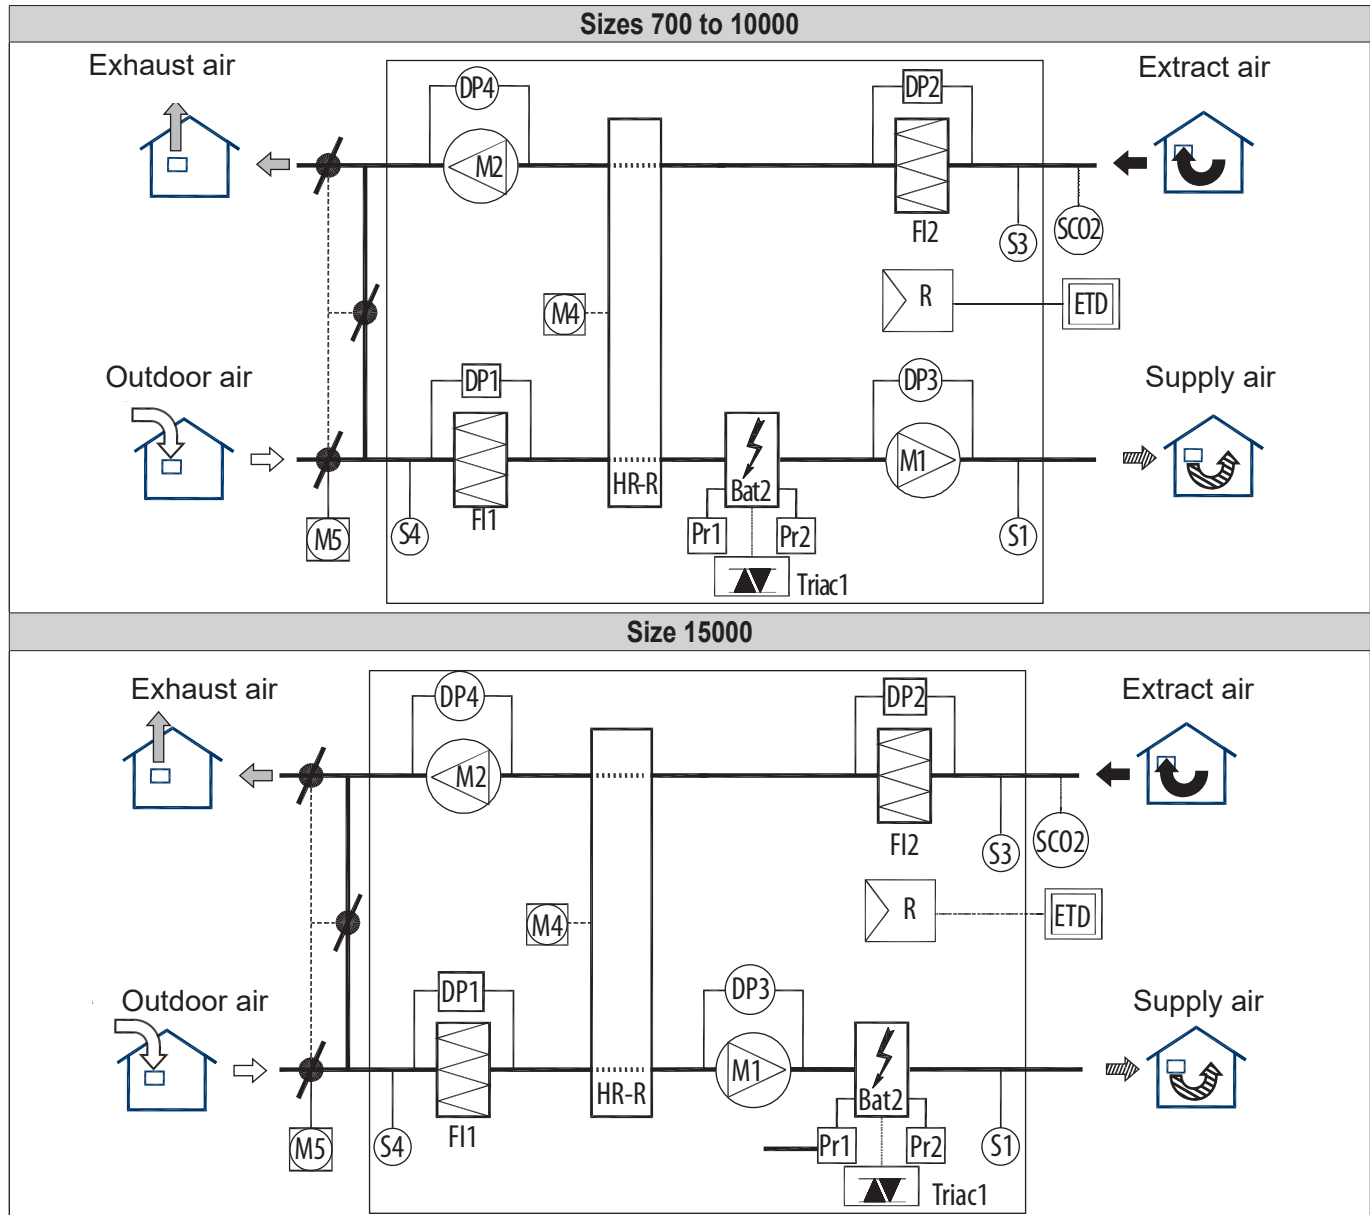 Sizes 700 to 10000
Exhaust air
Extract air
DP4
DP2
M2
FI2
S3
SCO2
M4
R
ETD
Outdoor air
Supply air
DP1
DP3
M1
HR-R
Bat2
FI1
M5
S4
Pr1
Pr2
S1
Triac1
Size 15000
Exhaust air
Extract air
DP4
DP2
M2
FI2
S3
SCO2
M4
R
ETD
Outdoor air
Supply air
DP1
DP3
M1
HR-R
Bat2
FI1
M5
S4
Pr1
Pr2
S1
Triac1